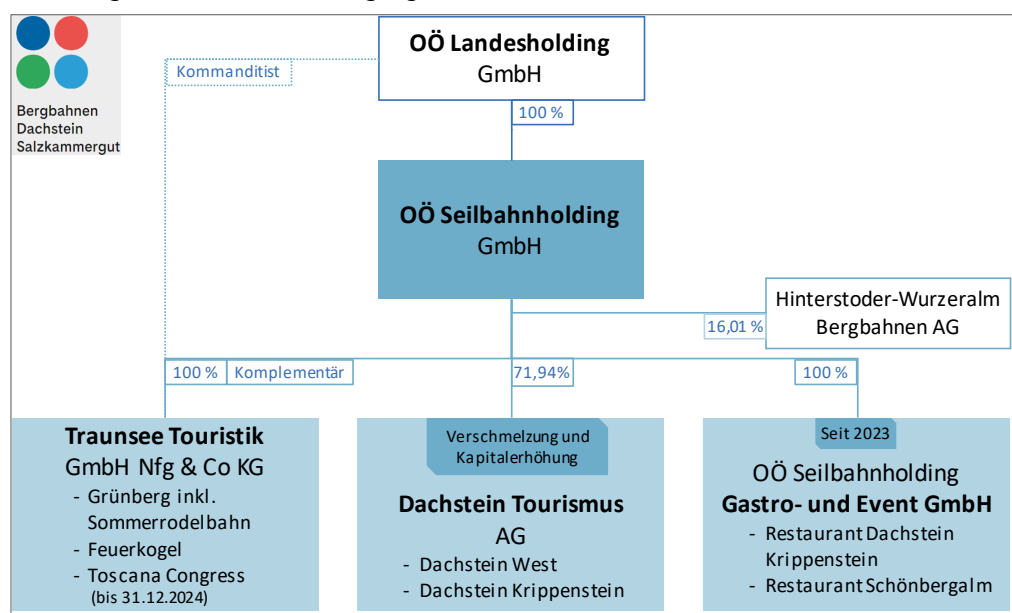 Bergbahnen
Dachstein
Salzkammergut
Kommanditist
OÖ Landesholding
GmbH
100 %
OÖ Seilbahnholding
GmbH
Hinterstoder-Wurzeralm
Bergbahnen AG
16,01 %
100 %
Komplementär
71,94%
100 %
Traunsee Touristik
GmbH Nfg & Co KG
- Grünberg inkl.
Sommerrodelbahn
- Feuerkogel
- Toscana Congress
(bis 31.12.2024)
Verschmelzung und
Kapitalerhöhung
Dachstein Tourismus
AG
- Dachstein West
- Dachstein Krippenstein
Seit 2023
OÖ Seilbahnholding
Gastro- und Event GmbH
- Restaurant Dachstein
Krippenstein
- Restaurant Schönbergalm